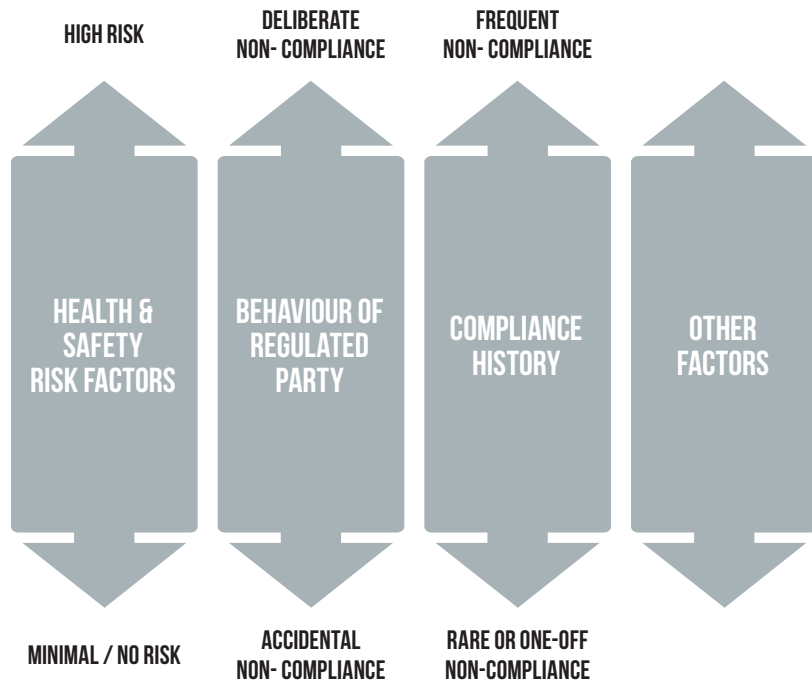 HIGH RISK
DELIBERATE
NON- COMPLIANCE
FREQUENT
NON- COMPLIANCE
HEALTH &
SAFETY
RISK FACTORS
BEHAVIOUR OF
REGULATED
PARTY
COMPLIANCE
HISTORY
OTHER
FACTORS
MINIMAL / NO RISK
ACCIDENTAL
NON- COMPLIANCE
RARE OR ONE-OFF
NON-COMPLIANCE